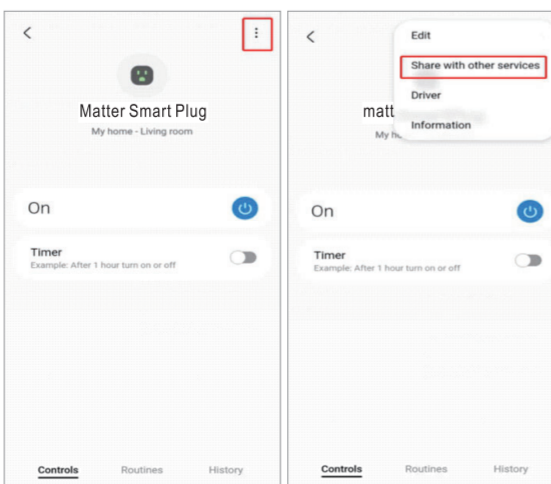 Matter Smart Plug
My home - Living room
On
Timer
Example: After 1 hour turn on or off
Controls Routines History
Edit
Share with other services
Driver
Information
matt
My
On
Timer
Example: After 1 hour turn on or off
Controls Routines History